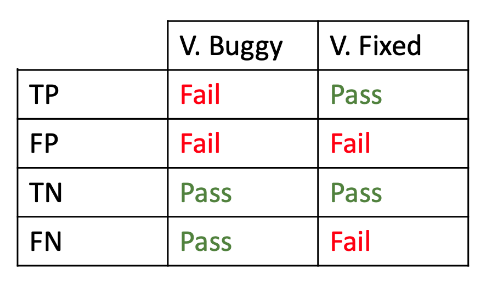 V. Buggy V. Fixed
TP Fail Pass
FP Fail Fail
TN Pass Pass
FN Pass Fail